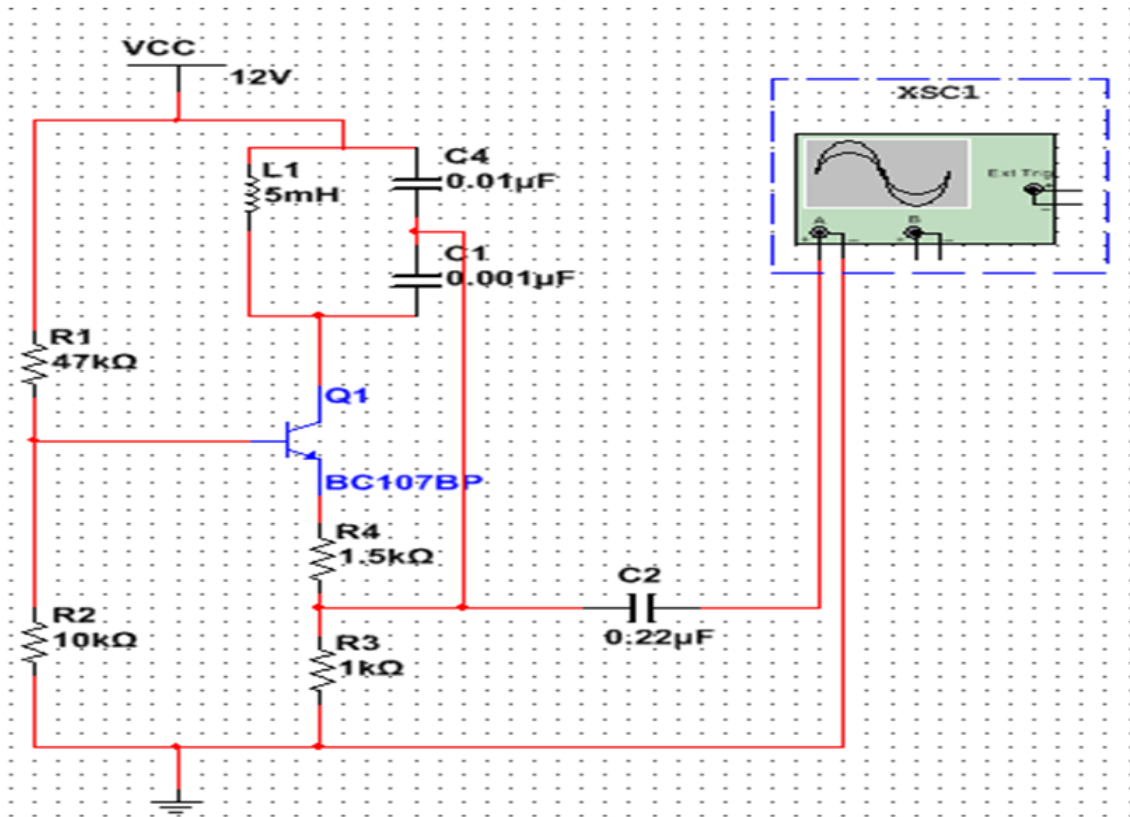 VCC
12V
XSC1
Ext Trig
A
B
L1
5mH
C4
0.01µF
C1
0.001µF
R1
47kΩ
Q1
BC107BP
R4
1.5kΩ
C2
0.22µF
R2
10kΩ
R3
1kΩ